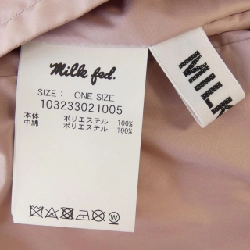 Milk fed.
SIZE : ONE SIZE
103233021005
本体 ポリエステル 100%
中綿 ポリエステル 100%
MILK